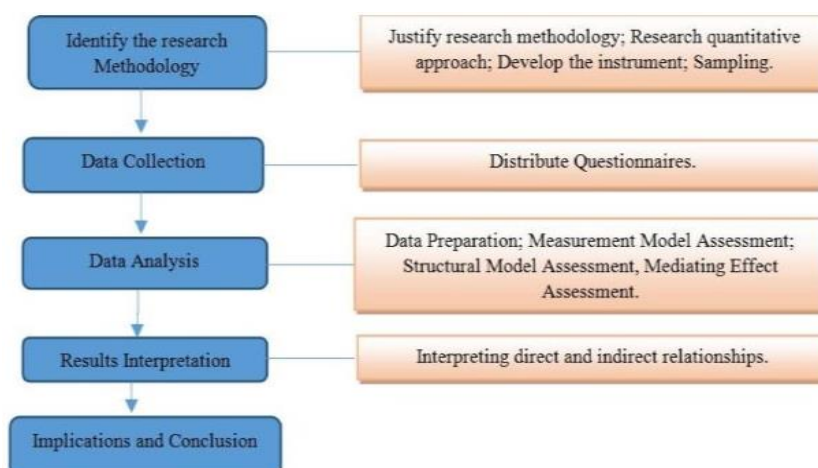 Identify the research
Methodology
Justify research methodology; Research quantitative
approach; Develop the instrument; Sampling.
Data Collection
Distribute Questionnaires.
Data Analysis
Data Preparation; Measurement Model Assessment;
Structural Model Assessment, Mediating Effect
Assessment.
Results Interpretation
Interpreting direct and indirect relationships.
Implications and Conclusion